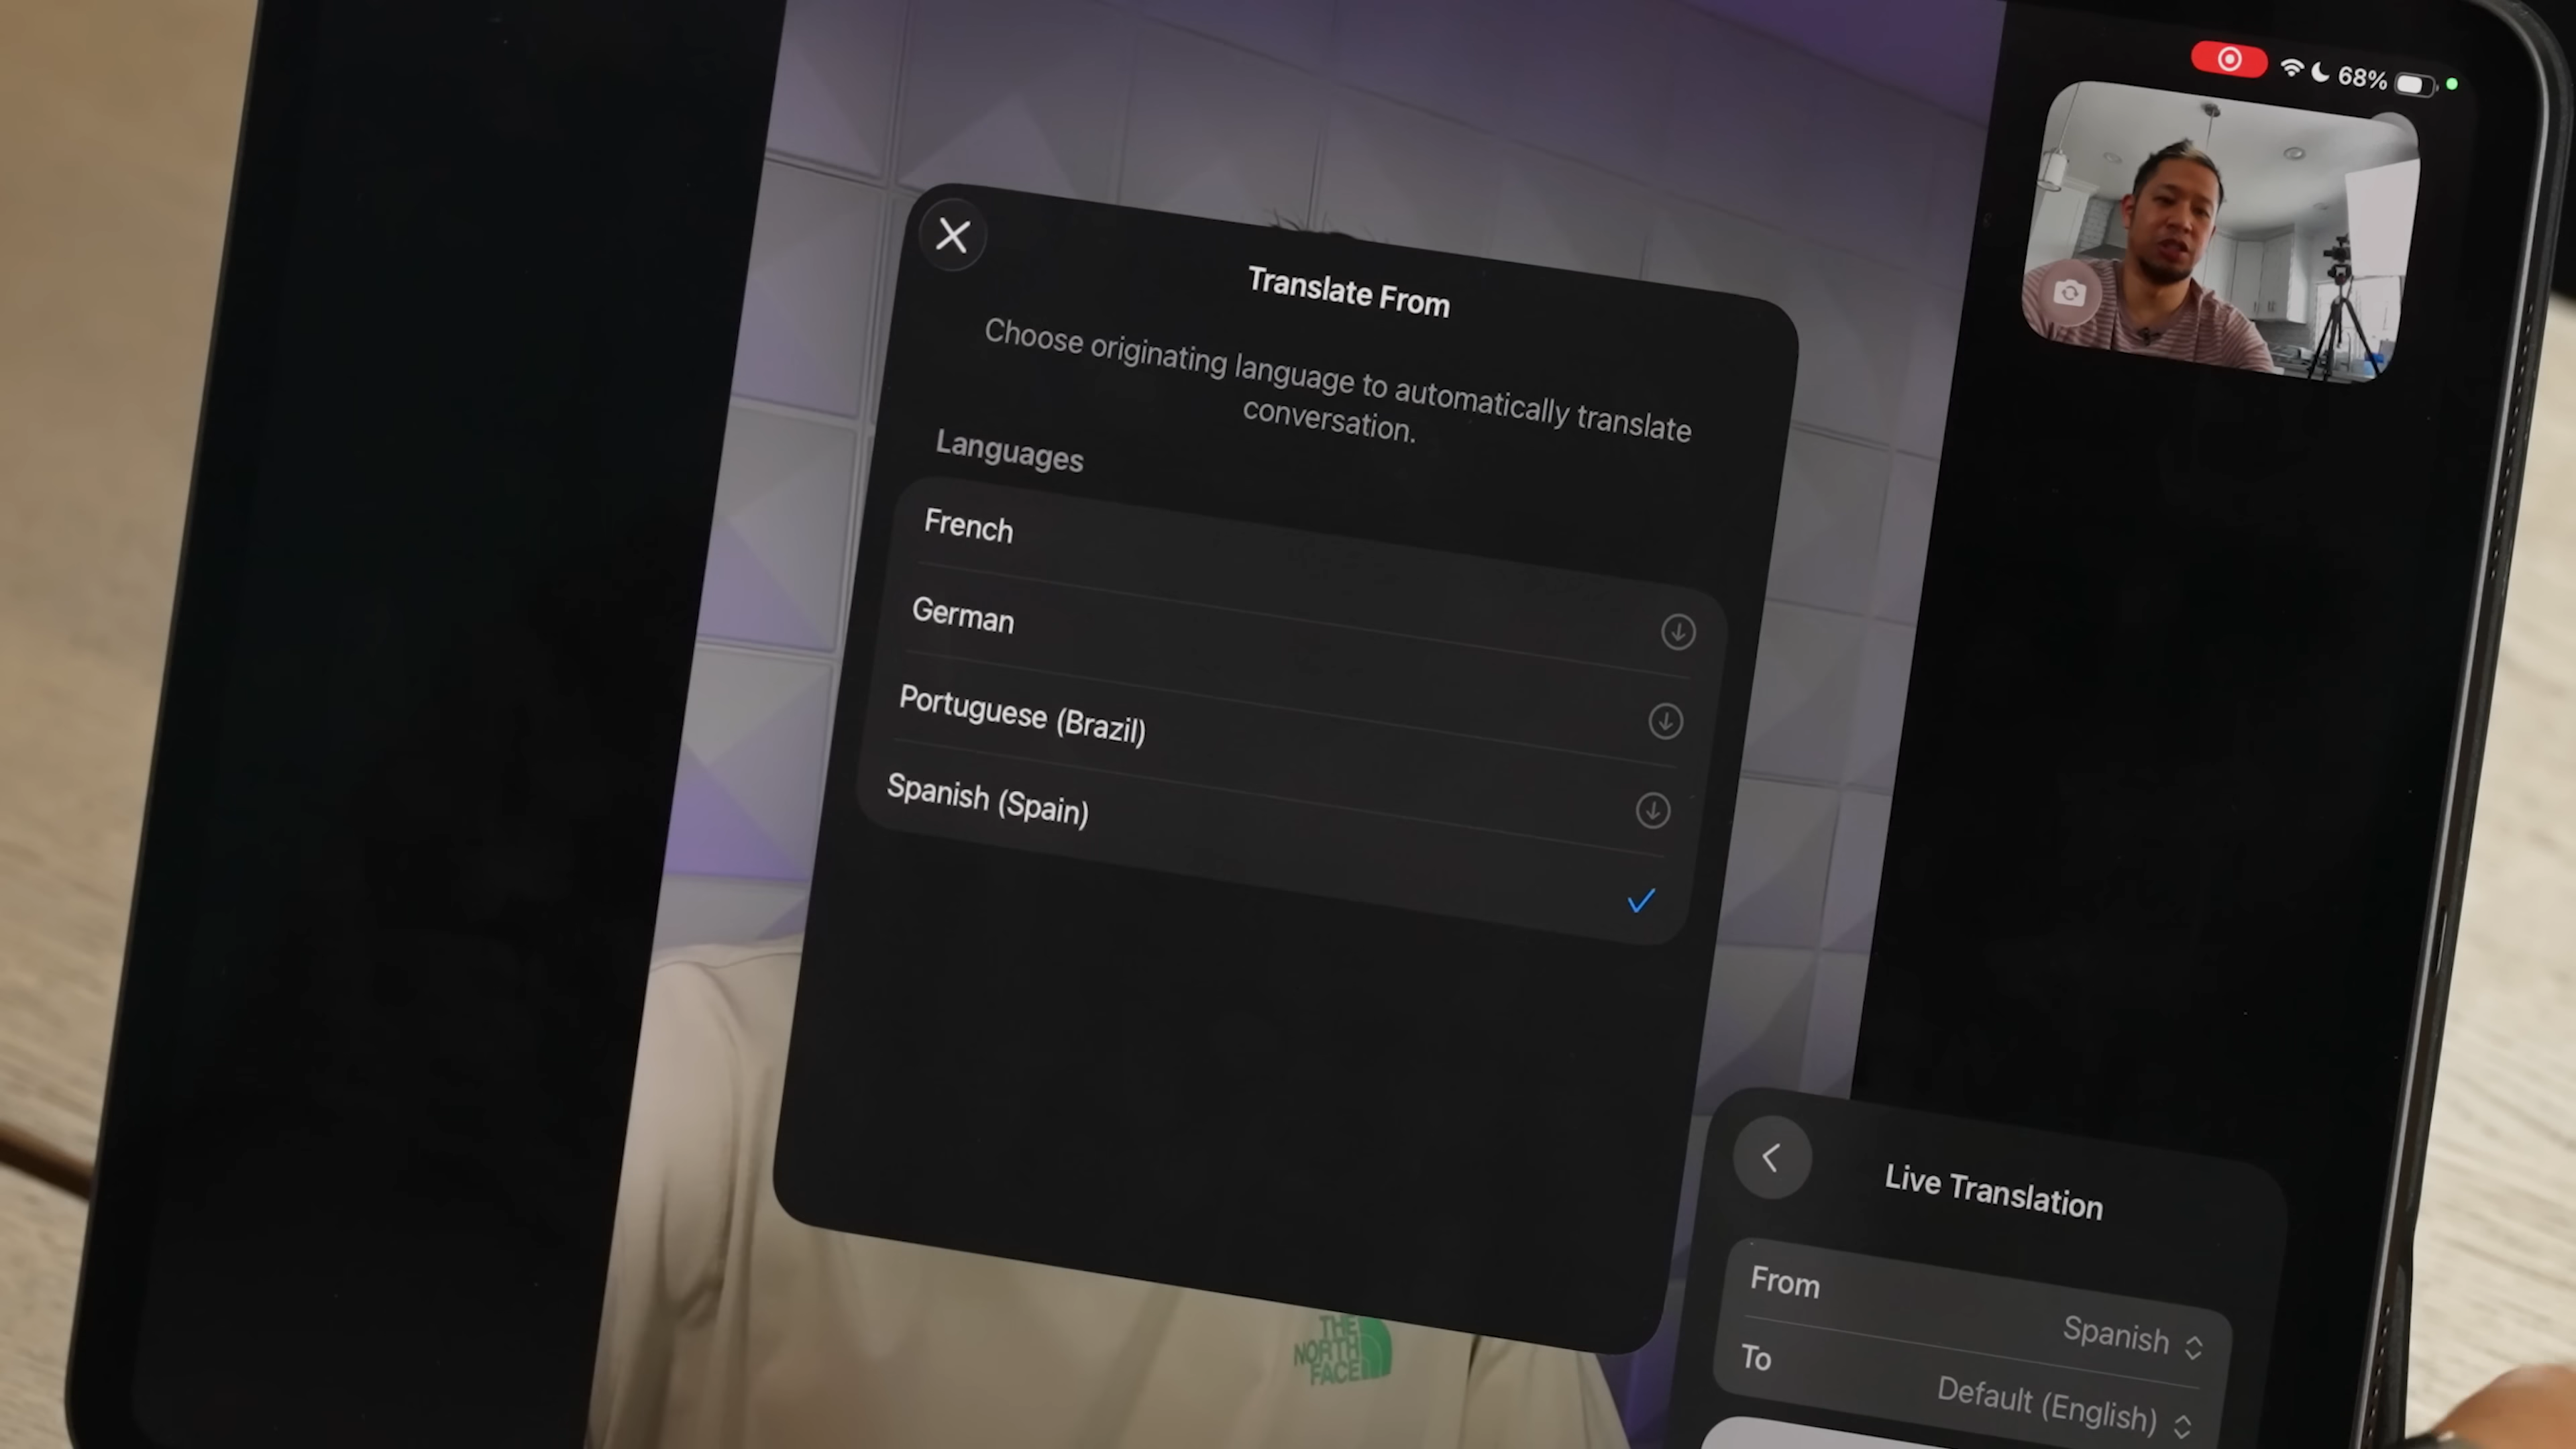 68%
Translate From
Choose originating language to automatically translate
conversation.
Languages
French
German
Portuguese (Brazil)
Spanish (Spain)
Live Translation
From
Spanish
To
Default (English)
THE
NORTH
FACE